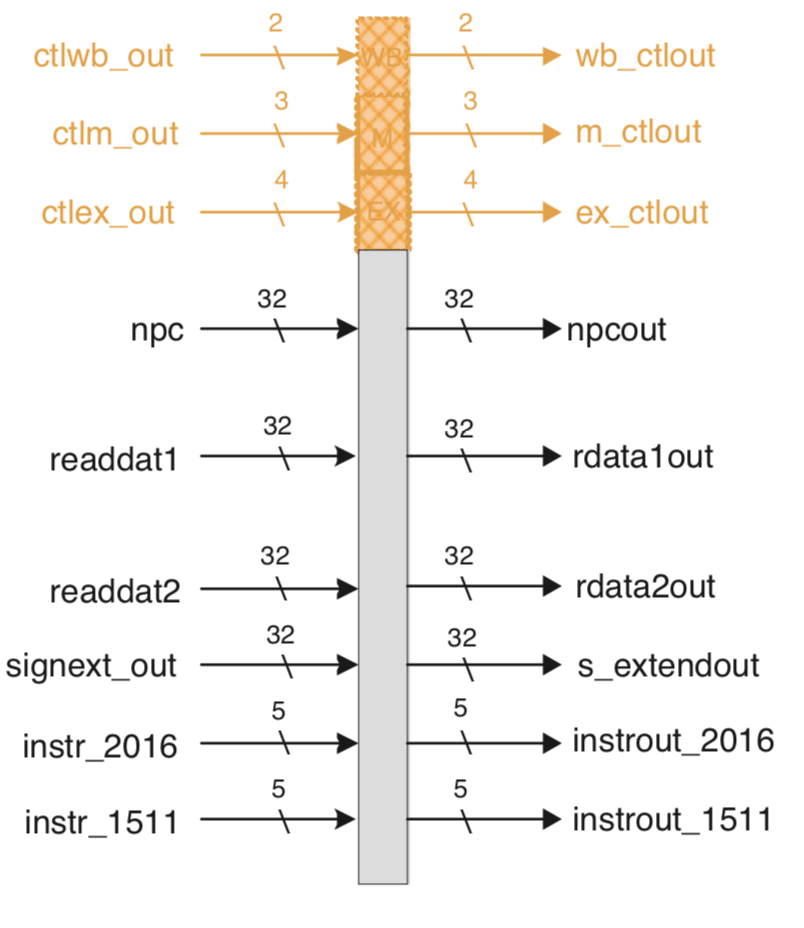 2 2
ctlwb_out WB wb_ctlout
3 3
ctlm_out M m_ctlout
4 4
ctlex_out EX ex_ctlout
32 32
npc npcout
32 32
readdat1 rdata1out
32 32
readdat2 rdata2out
32 32
signext_out s_extendout
5 5
instr_2016 instrout_2016
5 5
instr_1511 instrout_1511